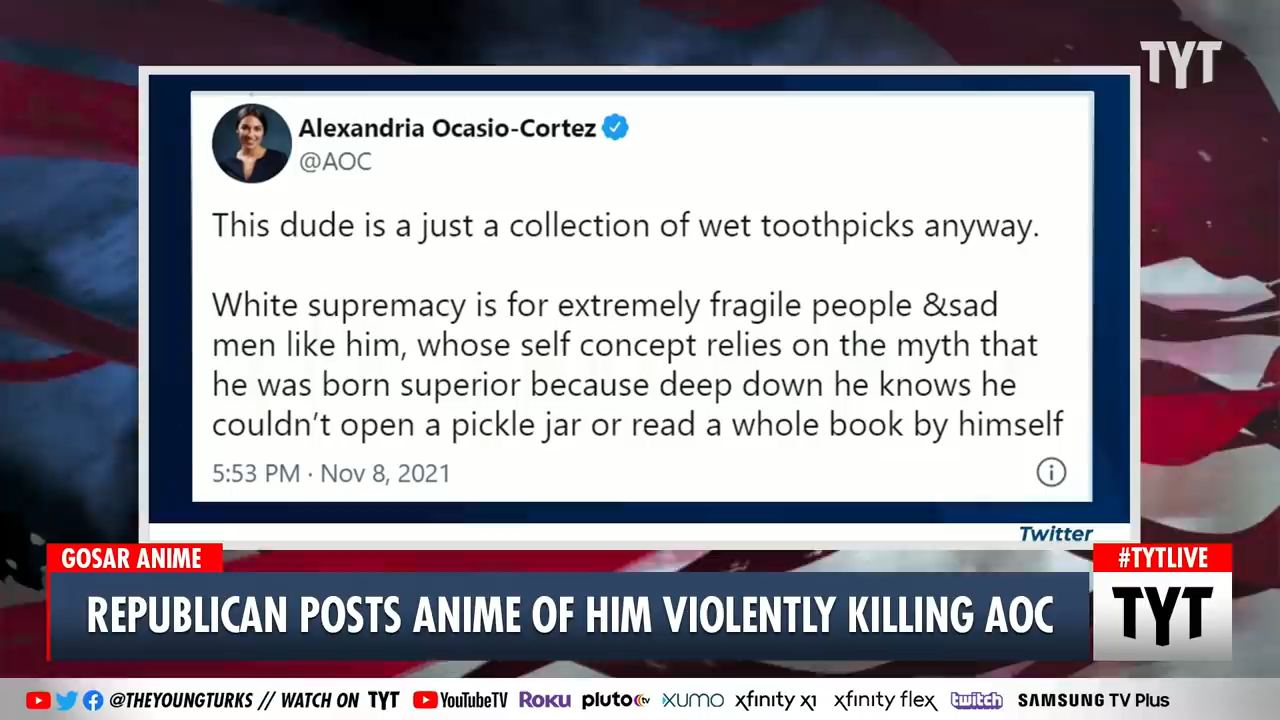 TYT
Alexandria Ocasio-Cortez
@AOC
This dude is a just a collection of wet toothpicks anyway.
White supremacy is for extremely fragile people &sad
men like him, whose self concept relies on the myth that
he was born superior because deep down he knows he
couldn't open a pickle jar or read a whole book by himself
5:53 PM · Nov 8, 2021
Twitter
GOSAR ANIME
#TYTLIVE
REPUBLICAN POSTS ANIME OF HIM VIOLENTLY KILLING AOC
TYT
@THEYOUNGTURKS // WATCH ON TYT YouTubeTV ROKU pluto tv XUMO xfinity x1 xfinity flex twitch SAMSUNG TV Plus